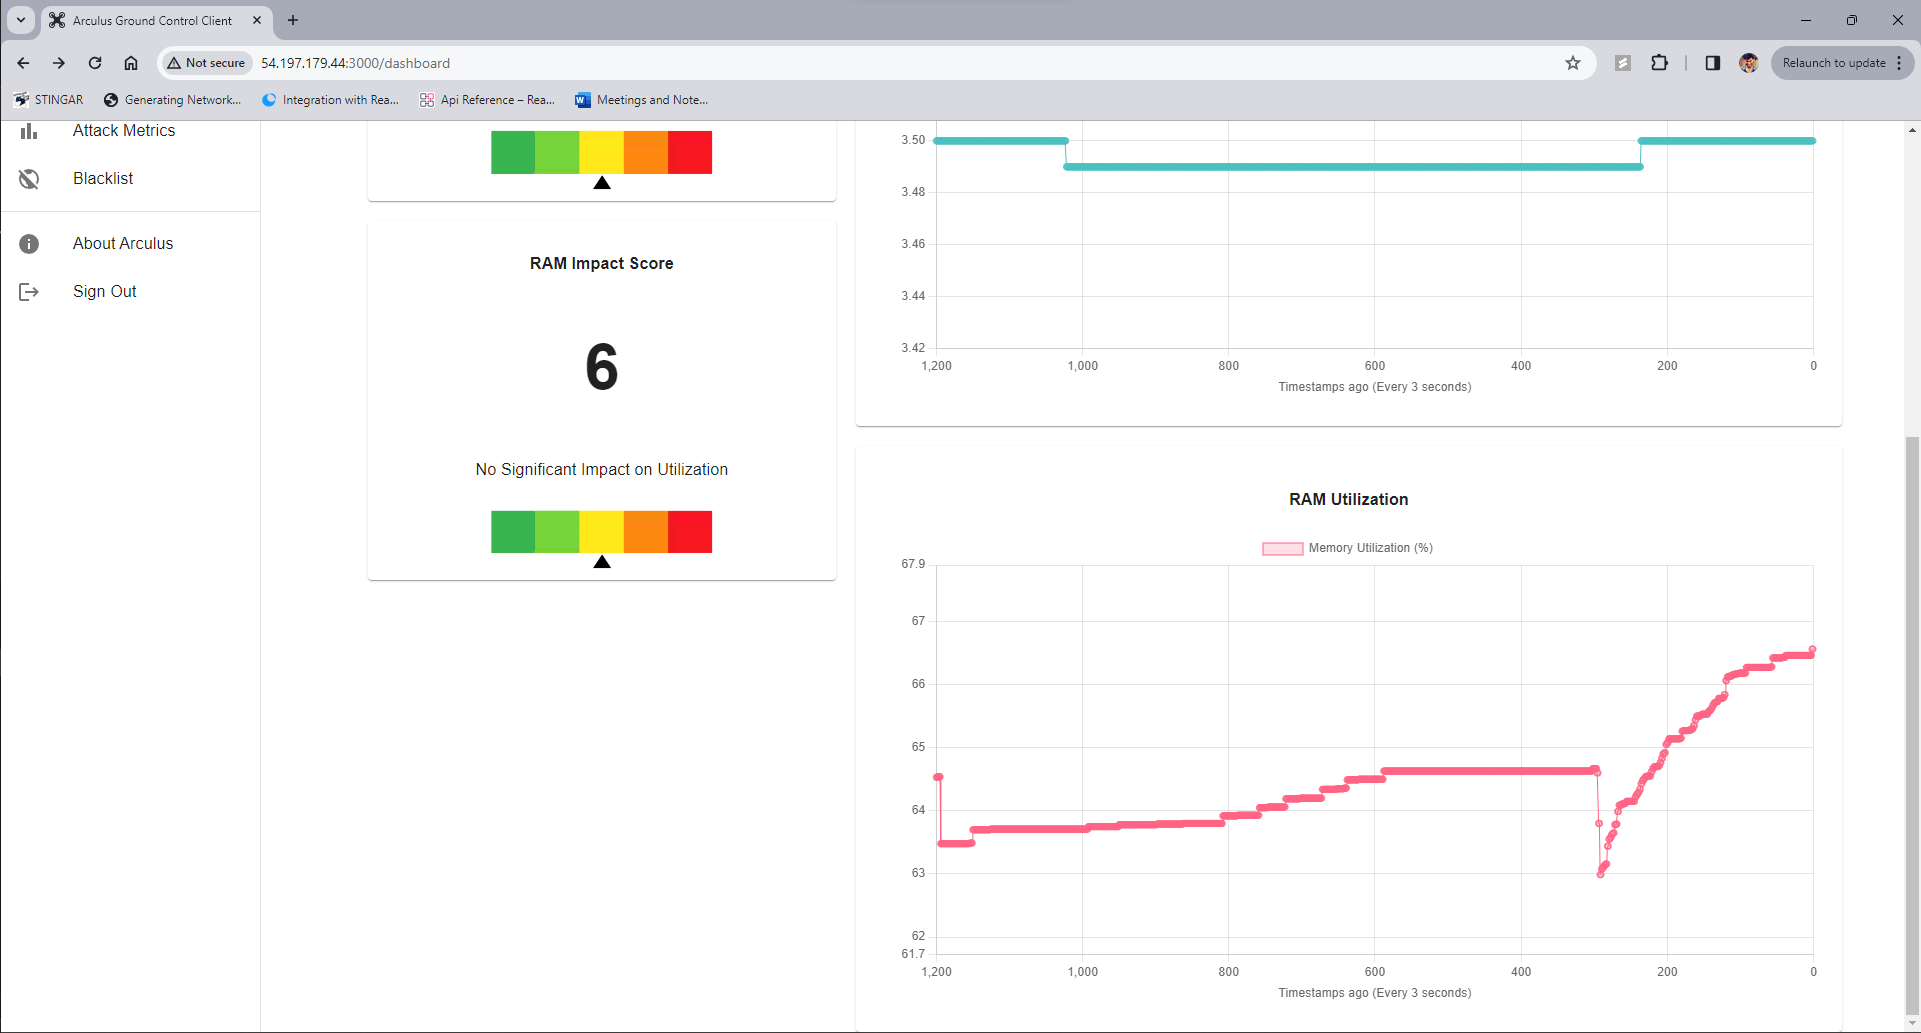 Arculus Ground Control Client
Not secure
54.197.179.44:3000/dashboard
Relaunch to update
STINGAR
Generating Network...
Integration with Rea...
Api Reference – Rea...
Meetings and Note...
Attack Metrics
Blacklist
About Arculus
Sign Out
RAM Impact Score
6
No Significant Impact on Utilization
3.50
3.48
3.46
3.44
3.42
1,200 1,000 800 600 400 200 0
Timestamps ago (Every 3 seconds)
RAM Utilization
Memory Utilization (%)
67.9
67
66
65
64
63
62
61.7
1,200 1,000 800 600 400 200 0
Timestamps ago (Every 3 seconds)